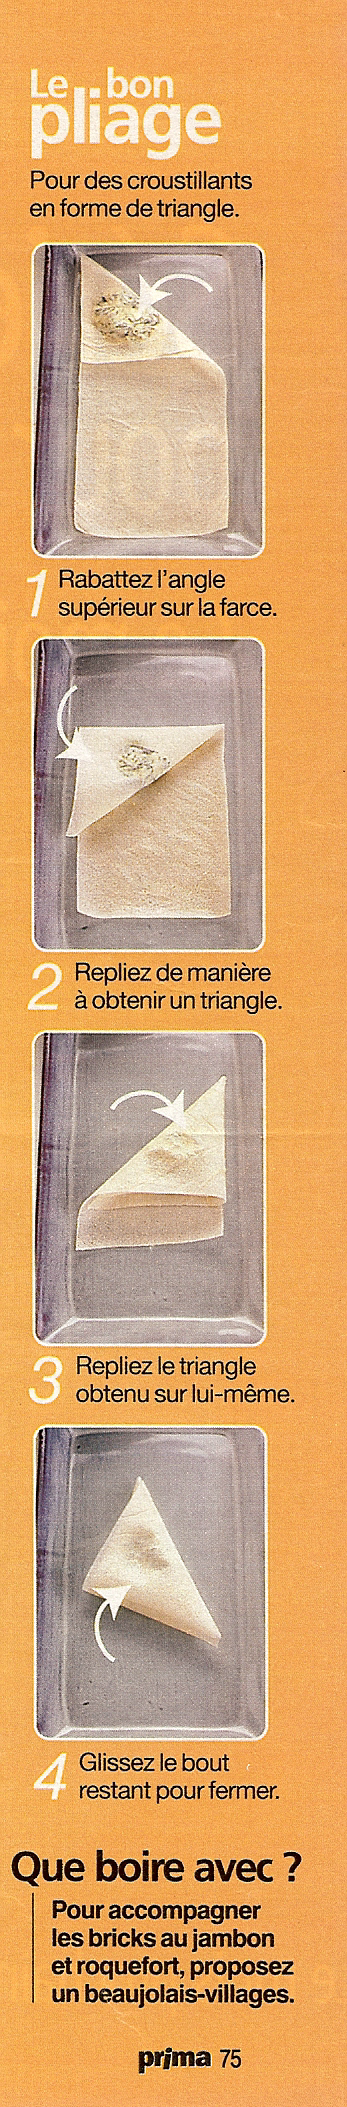 Le bon
pliage
Pour des croustillants
en forme de triangle.
1 Rabattez l'angle
supérieur sur la farce.
2 Repliez de manière
à obtenir un triangle.
3 Repliez le triangle
obtenu sur lui-même.
4 Glissez le bout
restant pour fermer.
Que boire avec ?
Pour accompagner
les bricks au jambon
et roquefort, proposez
un beaujolais-villages.
prima 75